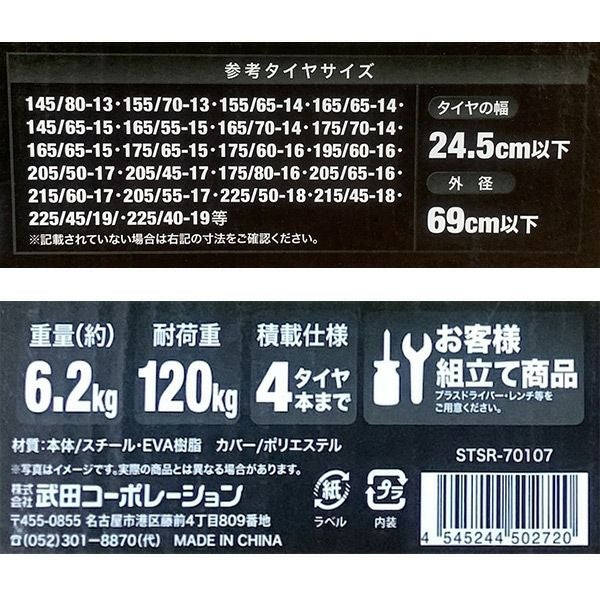 参考タイヤサイズ
145/80-13・155/70-13・155/65-14・165/65-14・
145/65-15・165/55-15・165/70-14・175/70-14・
165/65-15・175/65-15・175/60-16・195/60-16・
205/50-17・205/45-17・175/80-16・205/65-16・
215/60-17・205/55-17・225/50-18・215/45-18・
225/45/19/・225/40-19等
※記載されていない場合は右記の寸法をご確認ください。
タイヤの幅
24.5cm以下
外 径
69cm以下
重量(約)
6.2kg
耐荷重
120kg
積載仕様
4タイヤ本まで
お客様
組立て商品
プラスドライバー・レンチ等を
ご用意ください。
材質：本体/スチール・EVA樹脂 カバー/ポリエステル
※写真はイメージです。実際の商品とは異なる場合があります。
株式会社 武田コーポレーション
〒455-0855 名古屋市港区藤前4丁目809番地
☎(052)301-8870(代) MADE IN CHINA
紙
ラベル
プラ
内装
STSR-70107
4 545244 502720